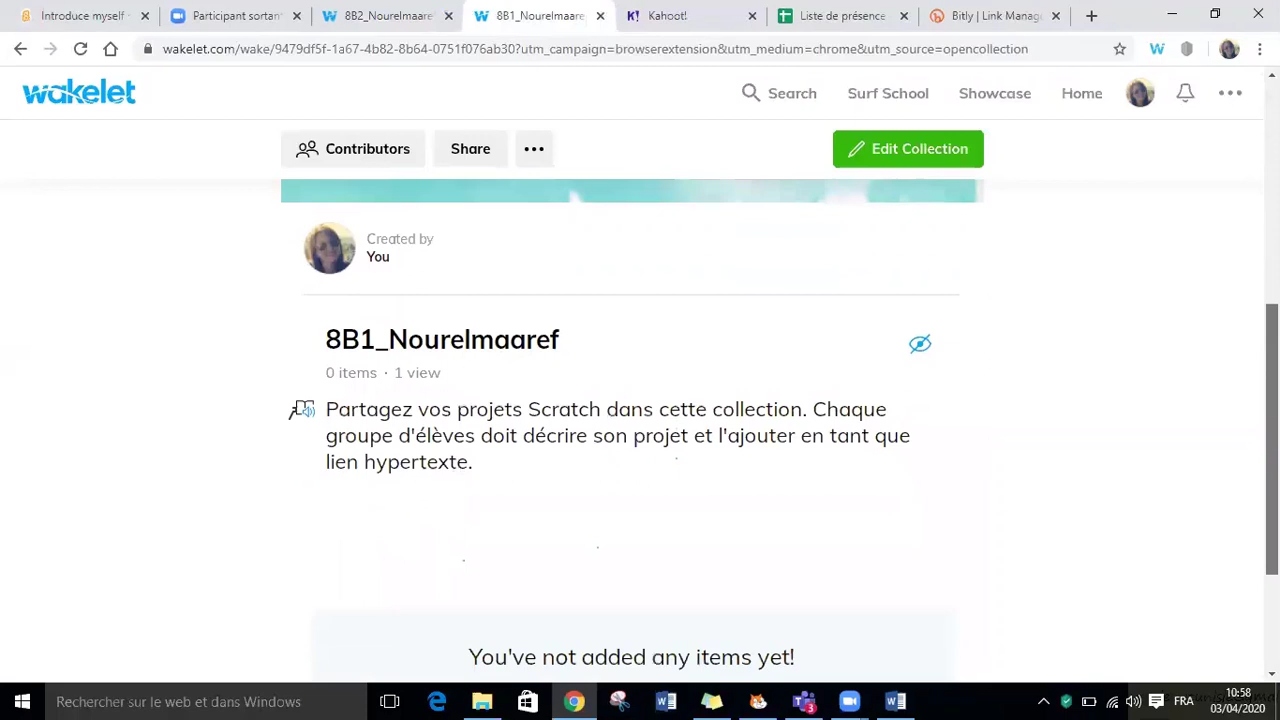 Introduce myself
Participant sortant
8B2_Nourelmaare
8B1_Nourelmaare
Kahoot!
Liste de présence
Bitly | Link Manag
wakelet.com/wake/9479df5f-1a67-4b82-8b64-0751f076ab30?utm_campaign=browserextension&utm_medium=chrome&utm_source=opencollection
wakelet
Search
Surf School
Showcase
Home
Contributors
Share
Edit Collection
Created by
You
8B1_Nourelmaaref
0 items · 1 view
Partagez vos projets Scratch dans cette collection. Chaque
groupe d'élèves doit décrire son projet et l'ajouter en tant que
lien hypertexte.
You've not added any items yet!
Rechercher sur le web et dans Windows
FRA
10:58
03/04/2020